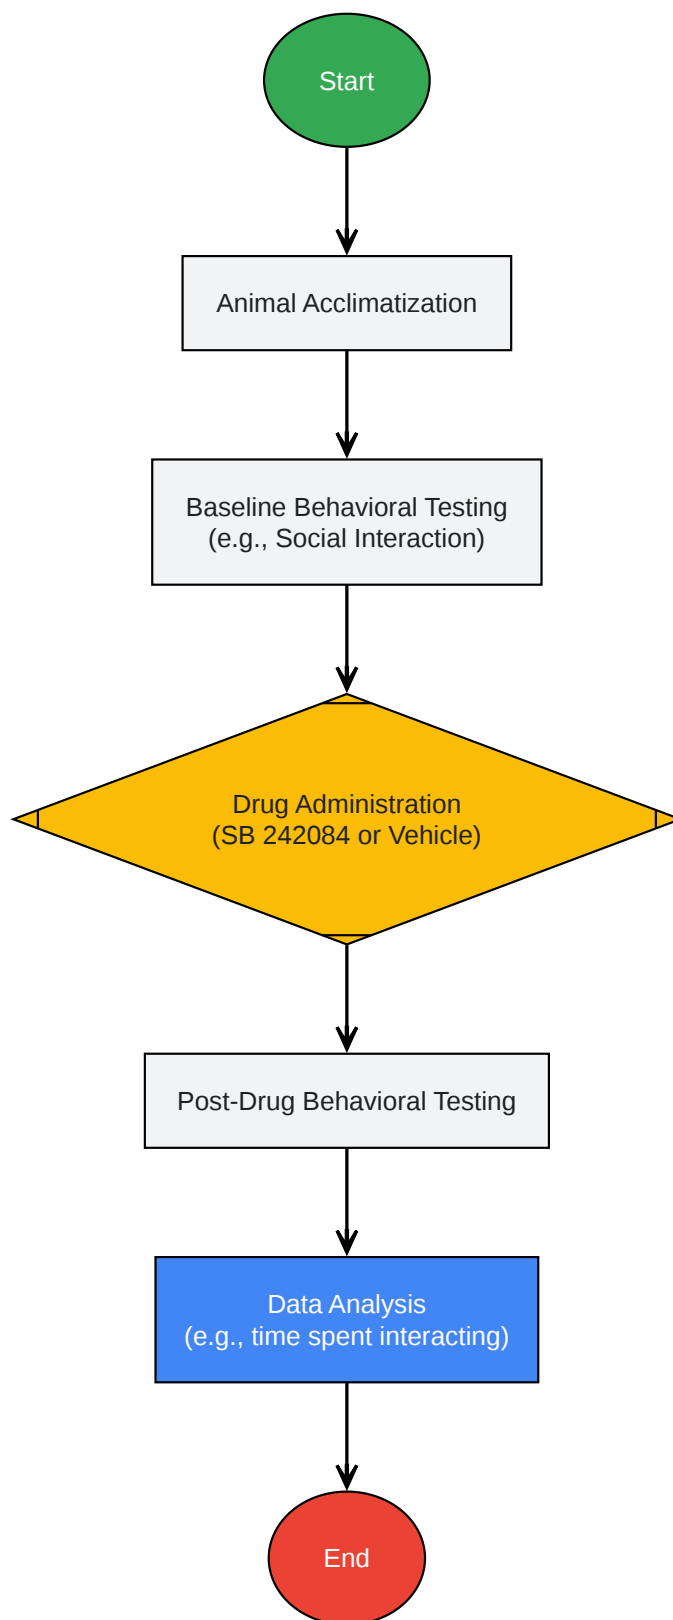 Start
Animal Acclimatization
Baseline Behavioral Testing
(e.g., Social Interaction)
Drug Administration
(SB 242084 or Vehicle)
Post-Drug Behavioral Testing
Data Analysis
(e.g., time spent interacting)
End